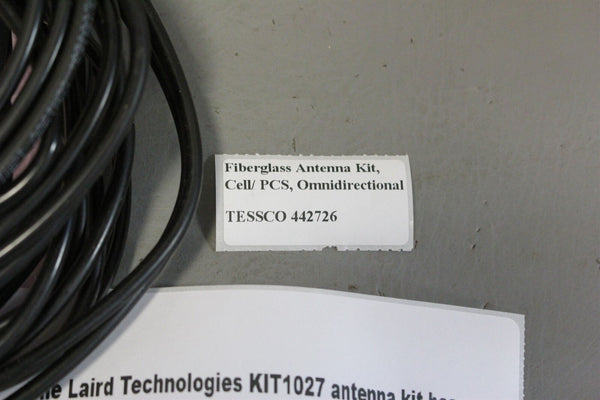 Fiberglass Antenna Kit,
Cell/ PCS, Omnidirectional
TESSCO 442726
Laird Technologies KIT1027 antenna kit